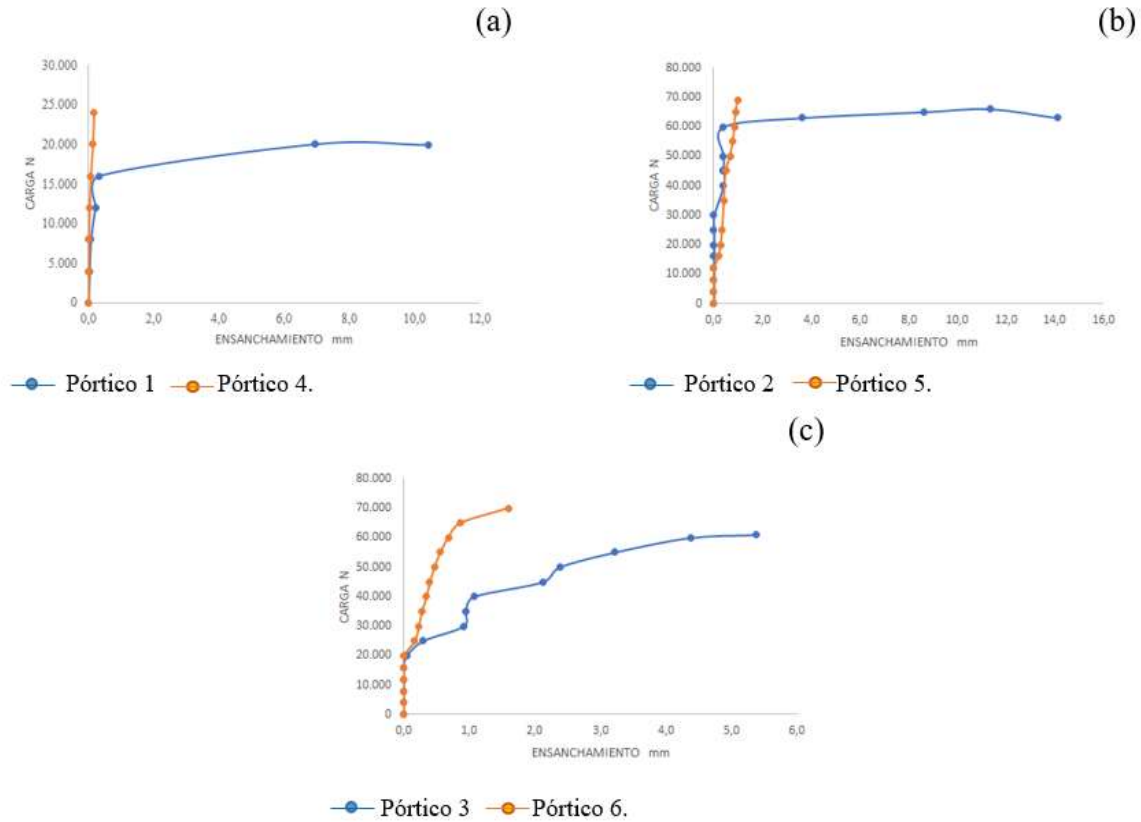 (a)
30.000
25.000
20.000
15.000
10.000
5.000
0
CARGA N
0,0 2,0 4,0 6,0 8,0 10,0 12,0
ENSANCHAMIENTO mm
Pórtico 1 Pórtico 4.
(b)
80.000
70.000
60.000
50.000
40.000
30.000
20.000
10.000
0
CARGA N
0,0 2,0 4,0 6,0 8,0 10,0 12,0 14,0 16,0
ENSANCHAMIENTO mm
Pórtico 2 Pórtico 5.
(c)
80.000
70.000
60.000
50.000
40.000
30.000
20.000
10.000
0
CARGA N
0,0 1,0 2,0 3,0 4,0 5,0 6,0
ENSANCHAMIENTO mm
Pórtico 3 Pórtico 6.